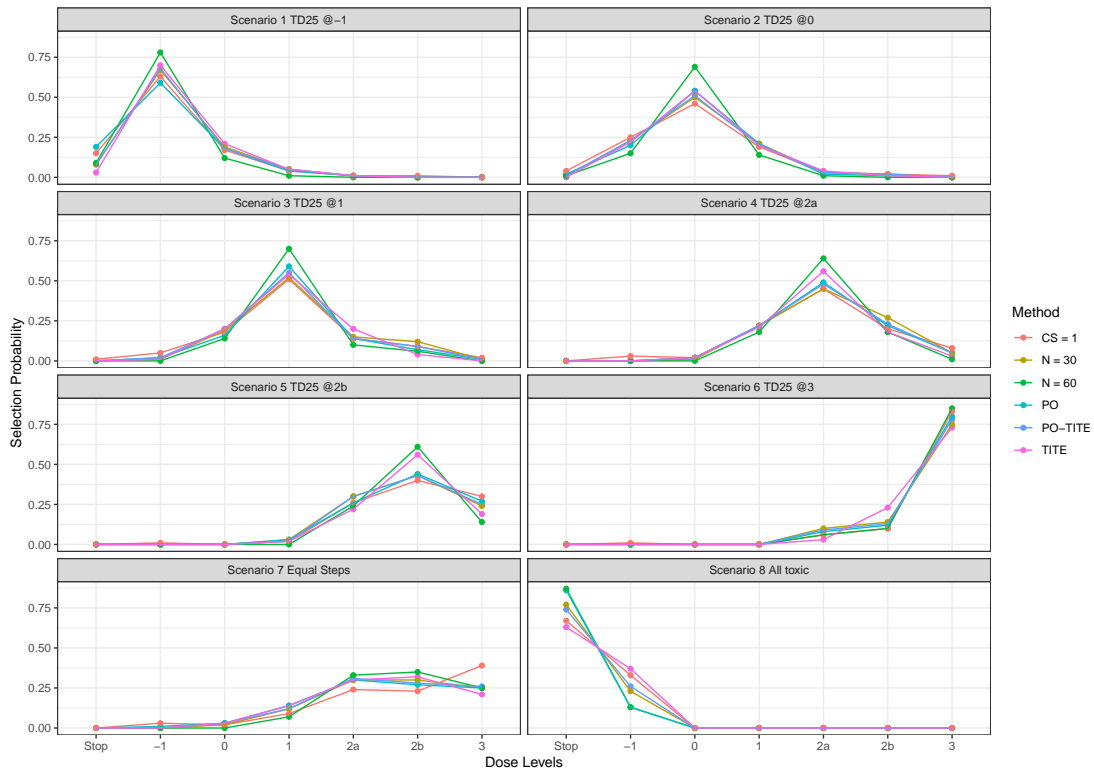 Scenario 1 TD25 @−1
Scenario 2 TD25 @0
0.75
0.50
0.25
0.00
Scenario 3 TD25 @1
Scenario 4 TD25 @2a
0.75
0.50
0.25
0.00
Scenario 5 TD25 @2b
Scenario 6 TD25 @3
0.75
0.50
0.25
0.00
Scenario 7 Equal Steps
Scenario 8 All toxic
0.75
0.50
0.25
0.00
Stop −1 0 1 2a 2b 3
Stop −1 0 1 2a 2b 3
Dose Levels
Selection Probability
Method
CS = 1
N = 30
N = 60
PO
PO−TITE
TITE